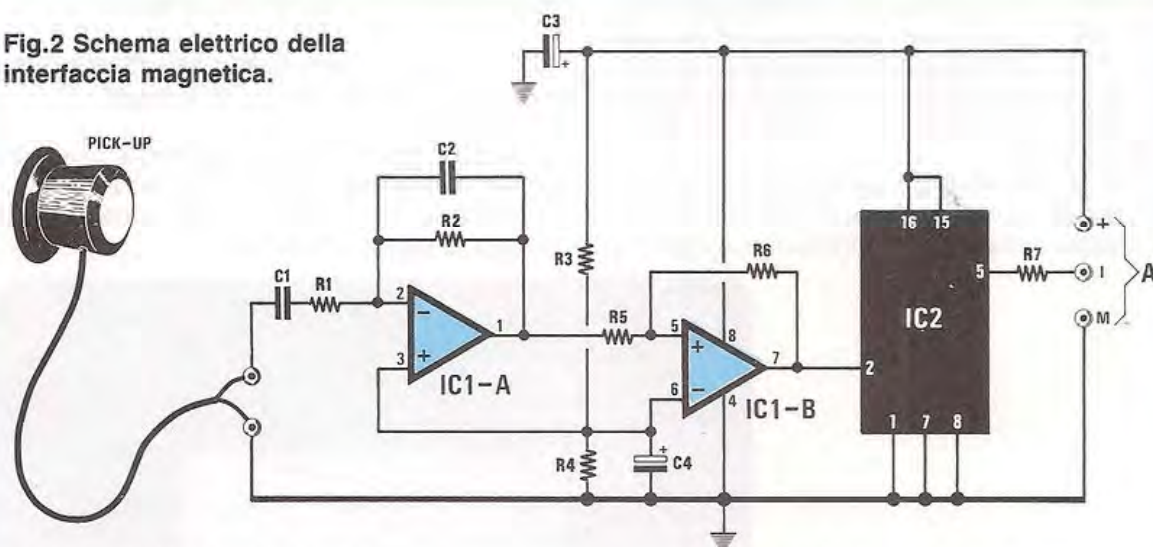 Fig.2 Schema elettrico della
interfaccia magnetica.
PICK-UP
C3
+
C2
R2
R3
R6
C1
R1
2
-
+
3
1
IC1-A
R5
5
+
-
6
8
7
4
IC1-B
16
15
IC2
2
5
1
7
8
R7
+
I
M
A
R4
+
C4